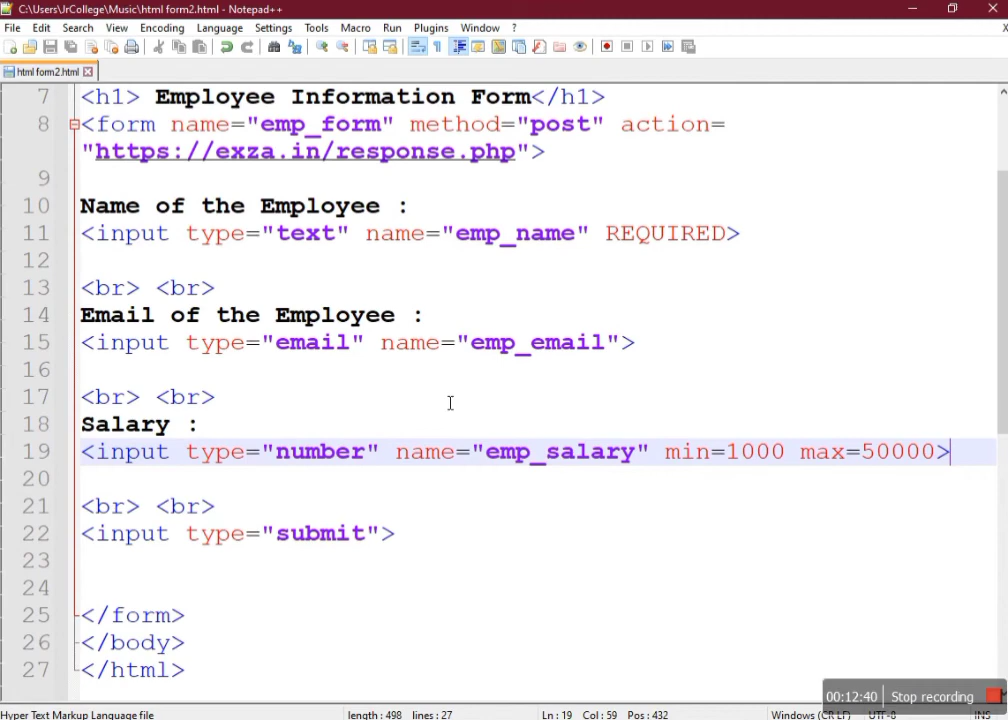 C:\Users\JrCollege\Music\html form2.html - Notepad++
File Edit Search View Encoding Language Settings Tools Macro Run Plugins Window ? X
html form2.html
7 <h1> Employee Information Form</h1>
8 <form name="emp_form" method="post" action=
"https://exza.in/response.php">
9
10 Name of the Employee :
11 <input type="text" name="emp_name" REQUIRED>
12
13 <br> <br>
14 Email of the Employee :
15 <input type="email" name="emp_email">
16
17 <br> <br>
18 Salary :
19 <input type="number" name="emp_salary" min=1000 max=50000>
20
21 <br> <br>
22 <input type="submit">
23
24
25 </form>
26 </body>
27 </html>
00:12:40 Stop recording
Hyper Text Markup Language file length : 498 lines : 27 Ln : 19 Col : 59 Pos : 432 Windows (CR LF) UTF-8 INS